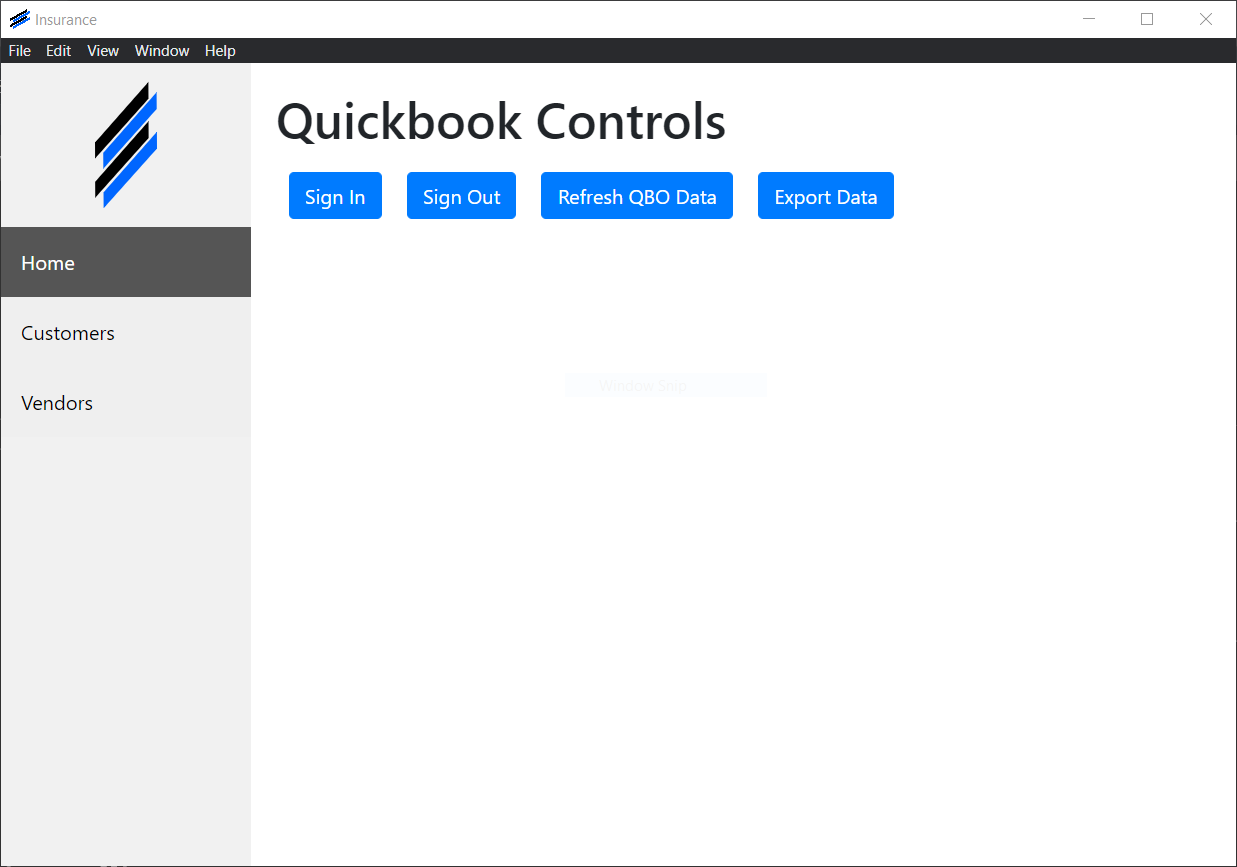 Insurance
File Edit View Window Help
Quickbook Controls
Sign In Sign Out Refresh QBO Data Export Data
Home
Customers
Vendors
Window Snip